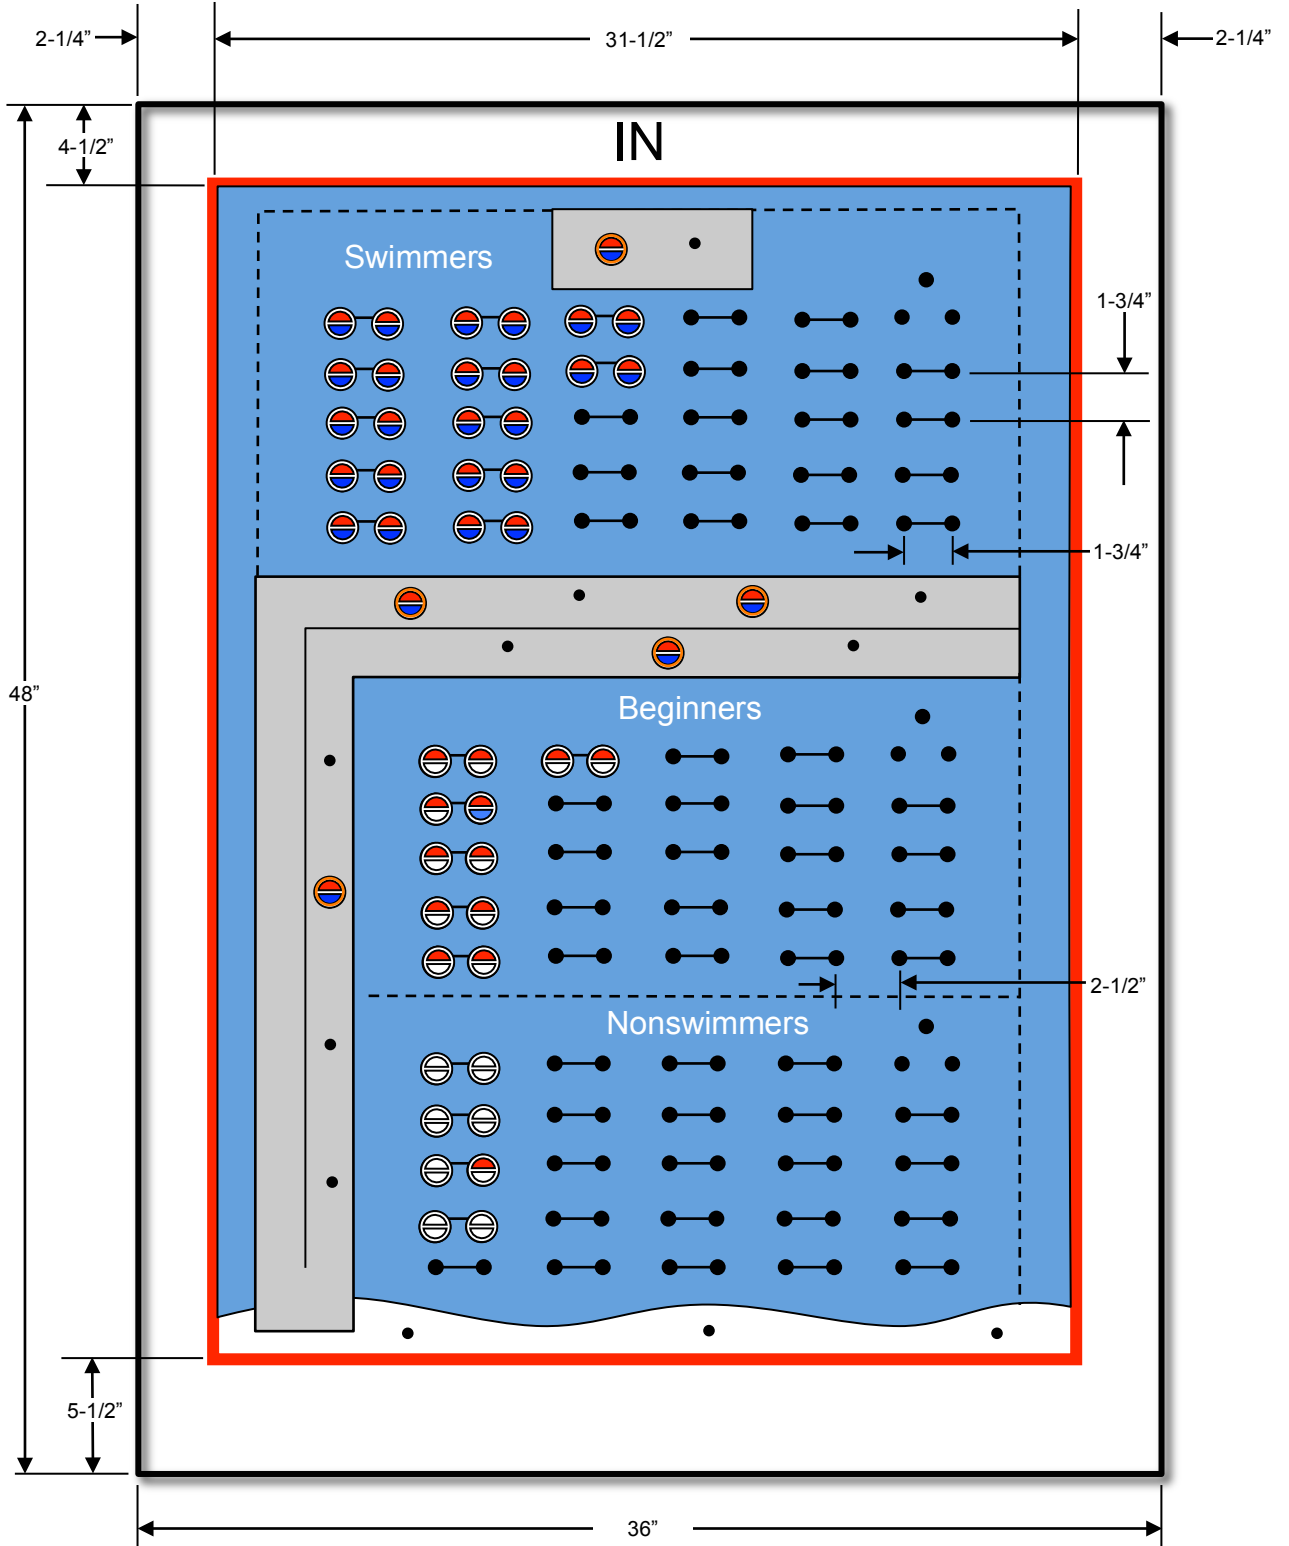 2-1/4”
31-1/2”
2-1/4”
4-1/2”
IN
Swimmers
1-3/4”
1-3/4”
48”
Beginners
2-1/2”
Nonswimmers
5-1/2”
36”